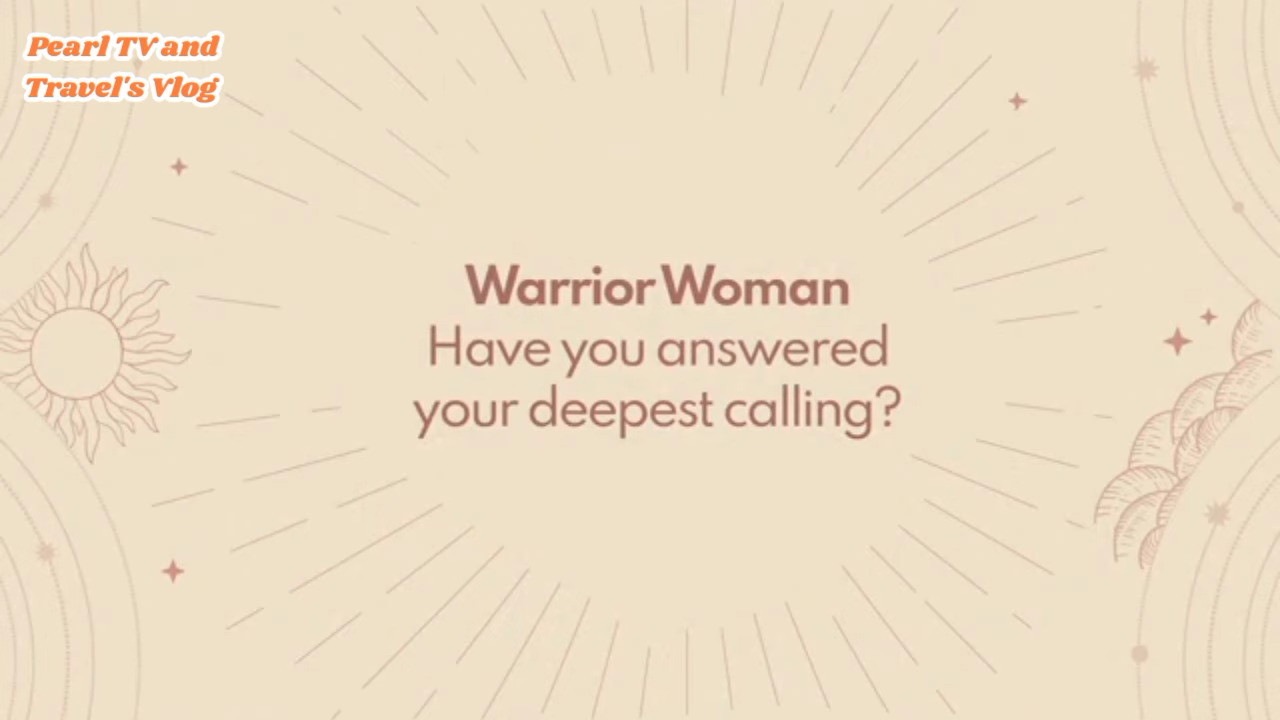 Pearl TV and
Travel's Vlog
Warrior Woman
Have you answered
your deepest calling?